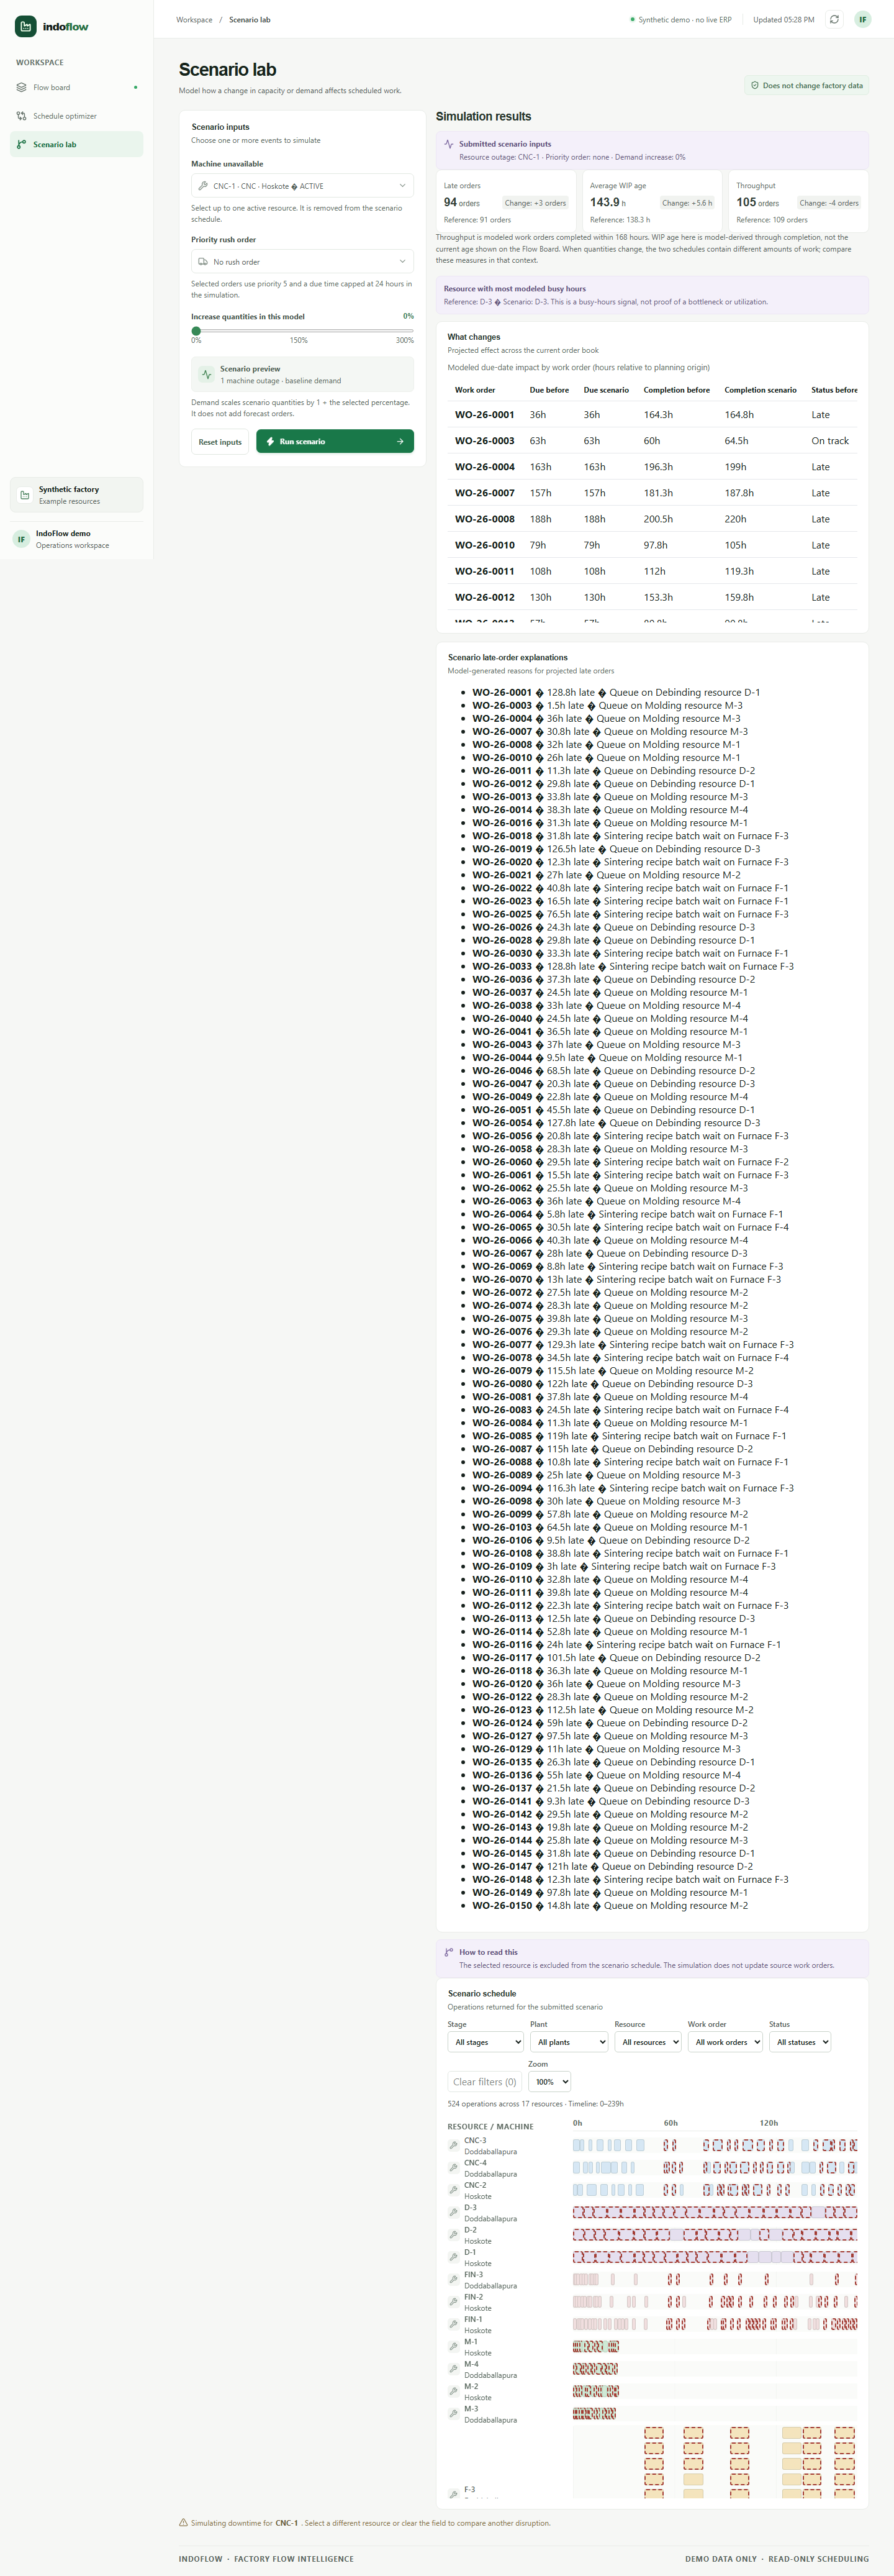 indoflow
WORKSPACE
Flow board
Schedule optimizer
Scenario lab
Synthetic factory
Example resources
IF
IndoFlow demo
Operations workspace
Workspace / Scenario lab
Synthetic demo · no live ERP
Updated 05:28 PM
IF
Scenario lab
Model how a change in capacity or demand affects scheduled work.
Does not change factory data
Scenario inputs
Choose one or more events to simulate
Machine unavailable
CNC-1 · CNC · Hoskote � ACTIVE
Select up to one active resource. It is removed from the scenario
schedule.
Priority rush order
No rush order
Selected orders use priority 5 and a due time capped at 24 hours in
the simulation.
Increase quantities in this model 0%
0% 150% 300%
Scenario preview
1 machine outage · baseline demand
Demand scales scenario quantities by 1 + the selected percentage.
It does not add forecast orders.
Reset inputs
Run scenario
Simulation results
Submitted scenario inputs
Resource outage: CNC-1 · Priority order: none · Demand increase: 0%
Late orders
94 orders Change: +3 orders
Reference: 91 orders
Average WIP age
143.9 h Change: +5.6 h
Reference: 138.3 h
Throughput
105 orders Change: -4 orders
Reference: 109 orders
Throughput is modeled work orders completed within 168 hours. WIP age here is model-derived through completion, not the
current age shown on the Flow Board. When quantities change, the two schedules contain different amounts of work; compare
these measures in that context.
Resource with most modeled busy hours
Reference: D-3 � Scenario: D-3. This is a busy-hours signal, not proof of a bottleneck or utilization.
What changes
Projected effect across the current order book
Modeled due-date impact by work order (hours relative to planning origin)
Work order Due before Due scenario Completion before Completion scenario Status before
WO-26-0001 36h 36h 164.3h 164.8h Late
WO-26-0003 63h 63h 60h 64.5h On track
WO-26-0004 163h 163h 196.3h 199h Late
WO-26-0007 157h 157h 181.3h 187.8h Late
WO-26-0008 188h 188h 200.5h 220h Late
WO-26-0010 79h 79h 97.8h 105h Late
WO-26-0011 108h 108h 112h 119.3h Late
WO-26-0012 130h 130h 153.3h 159.8h Late
Scenario late-order explanations
Model-generated reasons for projected late orders
WO-26-0001 � 128.8h late � Queue on Debinding resource D-1
WO-26-0003 � 1.5h late � Queue on Molding resource M-3
WO-26-0004 � 36h late � Queue on Molding resource M-3
WO-26-0007 � 30.8h late � Queue on Molding resource M-3
WO-26-0008 � 32h late � Queue on Molding resource M-1
WO-26-0010 � 26h late � Queue on Molding resource M-1
WO-26-0011 � 11.3h late � Queue on Debinding resource D-2
WO-26-0012 � 29.8h late � Queue on Debinding resource D-1
WO-26-0013 � 33.8h late � Queue on Molding resource M-3
WO-26-0014 � 38.3h late � Queue on Molding resource M-4
WO-26-0016 � 31.3h late � Queue on Molding resource M-1
WO-26-0018 � 31.8h late � Sintering recipe batch wait on Furnace F-3
WO-26-0019 � 126.5h late � Queue on Debinding resource D-3
WO-26-0020 � 12.3h late � Sintering recipe batch wait on Furnace F-3
WO-26-0021 � 27h late � Queue on Molding resource M-2
WO-26-0022 � 40.8h late � Sintering recipe batch wait on Furnace F-1
WO-26-0023 � 16.5h late � Sintering recipe batch wait on Furnace F-1
WO-26-0025 � 76.5h late � Sintering recipe batch wait on Furnace F-3
WO-26-0026 � 24.3h late � Queue on Debinding resource D-3
WO-26-0028 � 29.8h late � Queue on Debinding resource D-1
WO-26-0030 � 33.3h late � Sintering recipe batch wait on Furnace F-1
WO-26-0033 � 128.8h late � Sintering recipe batch wait on Furnace F-3
WO-26-0036 � 37.3h late � Queue on Debinding resource D-2
WO-26-0037 � 24.5h late � Queue on Molding resource M-1
WO-26-0038 � 33h late � Queue on Molding resource M-4
WO-26-0040 � 24.5h late � Queue on Molding resource M-4
WO-26-0041 � 36.5h late � Queue on Molding resource M-1
WO-26-0043 � 37h late � Queue on Molding resource M-3
WO-26-0044 � 9.5h late � Queue on Molding resource M-1
WO-26-0046 � 68.5h late � Queue on Debinding resource D-2
WO-26-0047 � 20.3h late � Queue on Debinding resource D-3
WO-26-0049 � 22.8h late � Queue on Molding resource M-4
WO-26-0051 � 45.5h late � Queue on Debinding resource D-1
WO-26-0054 � 127.8h late � Queue on Debinding resource D-3
WO-26-0056 � 20.8h late � Sintering recipe batch wait on Furnace F-3
WO-26-0058 � 28.3h late � Queue on Molding resource M-3
WO-26-0060 � 29.5h late � Sintering recipe batch wait on Furnace F-2
WO-26-0061 � 15.5h late � Sintering recipe batch wait on Furnace F-3
WO-26-0062 � 25.5h late � Queue on Molding resource M-3
WO-26-0063 � 36h late � Queue on Molding resource M-4
WO-26-0064 � 5.8h late � Sintering recipe batch wait on Furnace F-1
WO-26-0065 � 30.5h late � Sintering recipe batch wait on Furnace F-4
WO-26-0066 � 40.3h late � Queue on Molding resource M-4
WO-26-0067 � 28h late � Queue on Debinding resource D-3
WO-26-0069 � 8.8h late � Sintering recipe batch wait on Furnace F-3
WO-26-0070 � 13h late � Sintering recipe batch wait on Furnace F-3
WO-26-0072 � 27.5h late � Queue on Molding resource M-2
WO-26-0074 � 28.3h late � Queue on Molding resource M-2
WO-26-0075 � 39.8h late � Queue on Molding resource M-3
WO-26-0076 � 29.3h late � Queue on Molding resource M-2
WO-26-0077 � 129.3h late � Sintering recipe batch wait on Furnace F-3
WO-26-0078 � 34.5h late � Sintering recipe batch wait on Furnace F-4
WO-26-0079 � 115.5h late � Queue on Molding resource M-2
WO-26-0080 � 122h late � Queue on Debinding resource D-3
WO-26-0081 � 37.8h late � Queue on Molding resource M-4
WO-26-0083 � 24.5h late � Sintering recipe batch wait on Furnace F-4
WO-26-0084 � 11.3h late � Queue on Molding resource M-1
WO-26-0085 � 119h late � Sintering recipe batch wait on Furnace F-1
WO-26-0087 � 115h late � Queue on Debinding resource D-2
WO-26-0088 � 10.8h late � Sintering recipe batch wait on Furnace F-1
WO-26-0089 � 25h late � Queue on Molding resource M-3
WO-26-0094 � 116.3h late � Sintering recipe batch wait on Furnace F-3
WO-26-0098 � 30h late � Queue on Molding resource M-3
WO-26-0099 � 57.8h late � Queue on Molding resource M-2
WO-26-0103 � 64.5h late � Queue on Molding resource M-1
WO-26-0106 � 9.5h late � Queue on Debinding resource D-2
WO-26-0108 � 38.8h late � Sintering recipe batch wait on Furnace F-1
WO-26-0109 � 3h late � Sintering recipe batch wait on Furnace F-3
WO-26-0110 � 32.8h late � Queue on Molding resource M-4
WO-26-0111 � 39.8h late � Queue on Molding resource M-4
WO-26-0112 � 22.3h late � Sintering recipe batch wait on Furnace F-3
WO-26-0113 � 12.5h late � Queue on Debinding resource D-3
WO-26-0114 � 52.8h late � Queue on Molding resource M-1
WO-26-0116 � 24h late � Sintering recipe batch wait on Furnace F-1
WO-26-0117 � 101.5h late � Queue on Debinding resource D-2
WO-26-0118 � 36.3h late � Queue on Molding resource M-1
WO-26-0120 � 36h late � Queue on Molding resource M-3
WO-26-0122 � 28.3h late � Queue on Molding resource M-2
WO-26-0123 � 112.5h late � Queue on Molding resource M-2
WO-26-0124 � 59h late � Queue on Debinding resource D-2
WO-26-0127 � 97.5h late � Queue on Molding resource M-3
WO-26-0129 � 11h late � Queue on Molding resource M-3
WO-26-0135 � 26.3h late � Queue on Debinding resource D-1
WO-26-0136 � 55h late � Queue on Molding resource M-4
WO-26-0137 � 21.5h late � Queue on Debinding resource D-2
WO-26-0141 � 9.3h late � Queue on Debinding resource D-3
WO-26-0142 � 29.5h late � Queue on Molding resource M-2
WO-26-0143 � 19.8h late � Queue on Molding resource M-2
WO-26-0144 � 25.8h late � Queue on Molding resource M-3
WO-26-0145 � 31.8h late � Queue on Debinding resource D-1
WO-26-0147 � 121h late � Queue on Debinding resource D-2
WO-26-0148 � 12.3h late � Sintering recipe batch wait on Furnace F-3
WO-26-0149 � 97.8h late � Queue on Molding resource M-1
WO-26-0150 � 14.8h late � Queue on Molding resource M-2
How to read this
The selected resource is excluded from the scenario schedule. The simulation does not update source work orders.
Scenario schedule
Operations returned for the submitted scenario
Stage Plant Resource Work order Status
All stages All plants All resources All work orders All statuses
Zoom
Clear filters (0) 100%
524 operations across 17 resources · Timeline: 0–239h
RESOURCE / MACHINE 0h 60h 120h
CNC-3
Doddaballapura
CNC-4
Doddaballapura
CNC-2
Hoskote
D-3
Doddaballapura
D-2
Hoskote
D-1
Hoskote
FIN-3
Doddaballapura
FIN-2
Hoskote
FIN-1
Hoskote
M-1
Hoskote
M-4
Doddaballapura
M-2
Hoskote
M-3
Doddaballapura
F-3
Simulating downtime for CNC-1 . Select a different resource or clear the field to compare another disruption.
INDOFLOW · FACTORY FLOW INTELLIGENCE
DEMO DATA ONLY · READ-ONLY SCHEDULING